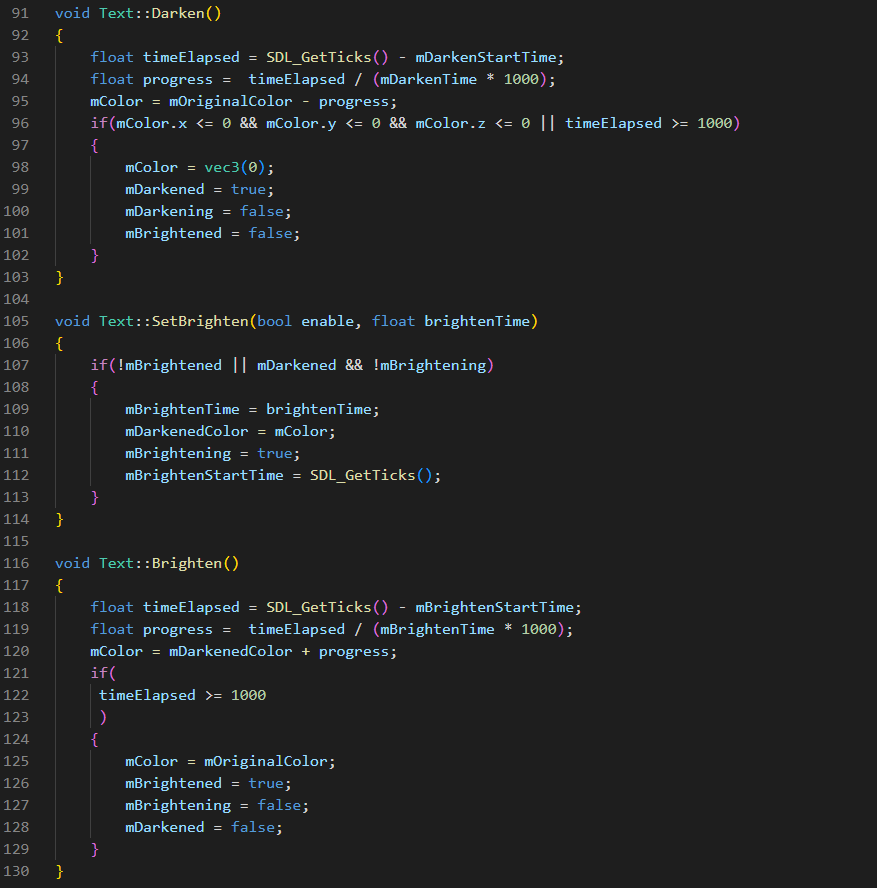 91 void Text::Darken()
92 {
93     float timeElapsed = SDL_GetTicks() - mDarkenStartTime;
94     float progress =  timeElapsed / (mDarkenTime * 1000);
95     mColor = mOriginalColor - progress;
96     if(mColor.x <= 0 && mColor.y <= 0 && mColor.z <= 0 || timeElapsed >= 1000)
97     {
98         mColor = vec3(0);
99         mDarkened = true;
100         mDarkening = false;
101         mBrightened = false;
102     }
103 }
104
105 void Text::SetBrighten(bool enable, float brightenTime)
106 {
107     if(!mBrightened || mDarkened && !mBrightening)
108     {
109         mBrightenTime = brightenTime;
110         mDarkenedColor = mColor;
111         mBrightening = true;
112         mBrightenStartTime = SDL_GetTicks();
113     }
114 }
115
116 void Text::Brighten()
117 {
118     float timeElapsed = SDL_GetTicks() - mBrightenStartTime;
119     float progress =  timeElapsed / (mBrightenTime * 1000);
120     mColor = mDarkenedColor + progress;
121     if(
122      timeElapsed >= 1000
123      )
124     {
125         mColor = mOriginalColor;
126         mBrightened = true;
127         mBrightening = false;
128         mDarkened = false;
129     }
130 }